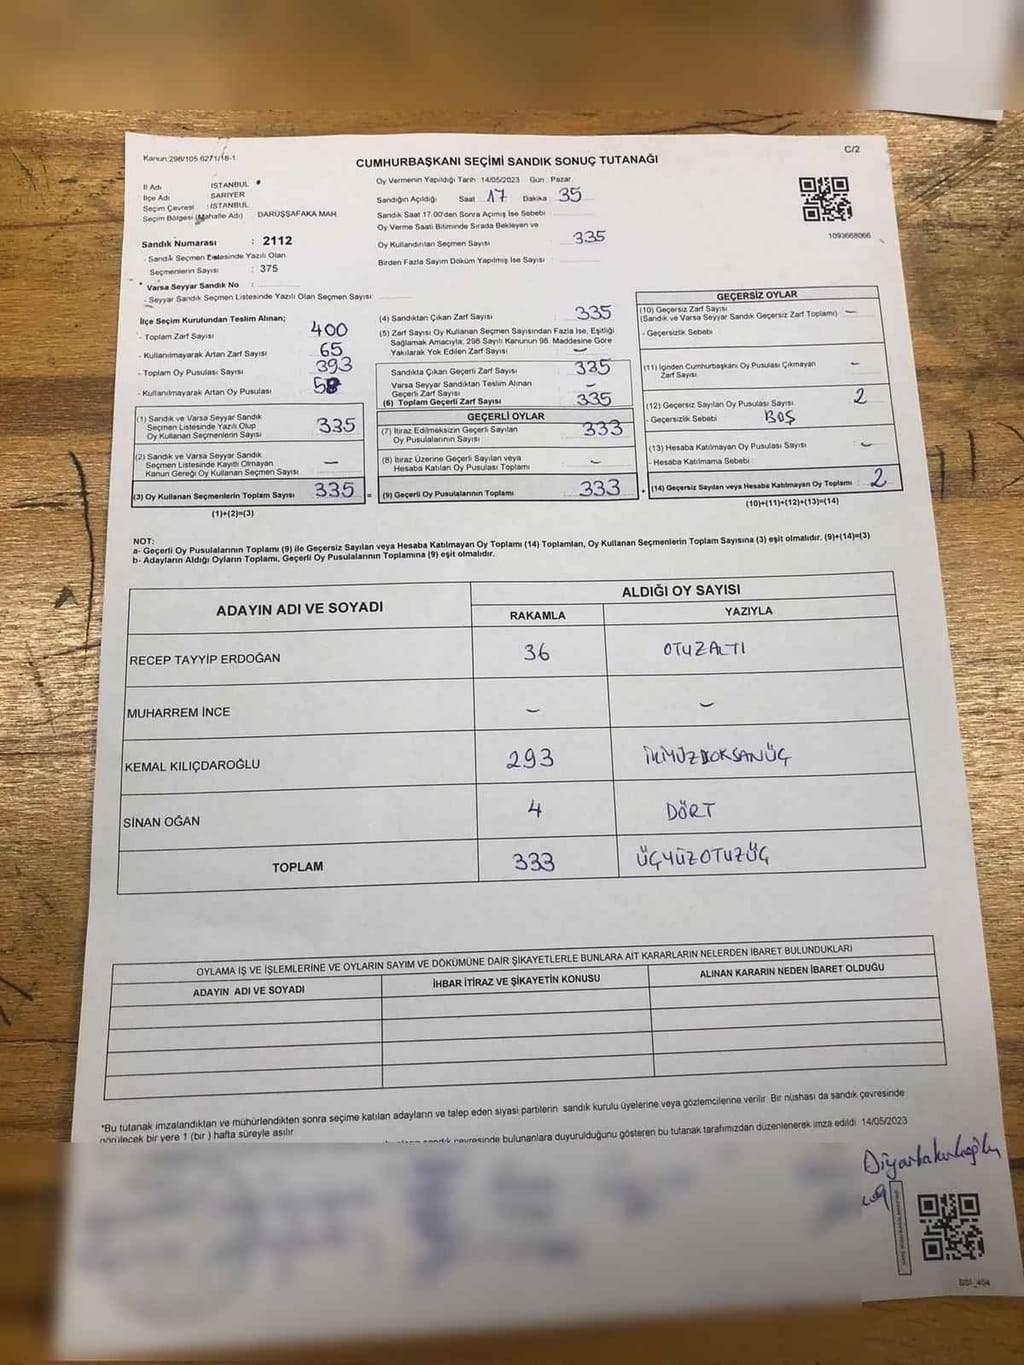 Kanun:298/105.6271/18-1
C/2
CUMHURBAŞKANI SEÇİMİ SANDIK SONUÇ TUTANAĞI
İl Adı İSTANBUL
İlçe Adı SARIYER
Seçim Çevresi : İSTANBUL
Seçim Bölgesi (Mahalle Adı) DARÜŞŞAFAKA MAH
Sandık Numarası : 2112
- Sandık Seçmen Listesinde Yazılı Olan
Seçmenlerin Sayısı : 375
* Varsa Seyyar Sandık No :
- Seyyar Sandık Seçmen Listesinde Yazılı Olan Seçmen Sayısı:
Oy Vermenin Yapıldığı Tarih :14/05/2023 Gün : Pazar
Sandığın Açıldığı Saat 17 Dakika 35
Sandık Saat 17.00'den Sonra Açımış İse Sebebi
Oy Verme Saati Bitiminde Sırada Bekleyen ve
Oy Kullandırılan Seçmen Sayısı 335
Birden Fazla Sayım Döküm Yapılmış İse Sayısı :
1093668066
İlçe Seçim Kurulundan Teslim Alınan;
- Toplam Zarf Sayısı 400
- Kullanılmayarak Artan Zarf Sayısı 65
- Toplam Oy Pusulası Sayısı 393
- Kullanılmayarak Artan Oy Pusulası
(1) Sandık ve Varsa Seyyar Sandık
Seçmen Listesinde Yazılı Olup
Oy Kullanan Seçmenlerin Sayısı 335
(2) Sandık ve Varsa Seyyar Sandık
Seçmen Listesinde Kayıtlı Olmayan
Kanun Gereği Oy Kullanan Seçmen Sayısı –
(3) Oy Kullanan Seçmenlerin Toplam Sayısı 335 =
(1)+(2)=(3)
(4) Sandıktan Çıkan Zarf Sayısı 335
(5) Zarf Sayısı Oy Kullanan Seçmen Sayısından Fazla İse, Eşitliği
Sağlamak Amacıyla, 298 Sayılı Kanunun 98. Maddesine Göre
Yakılarak Yok Edilen Zarf Sayısı –
Sandıkta Çıkan Geçerli Zarf Sayısı 335
Varsa Seyyar Sandıktan Teslim Alınan
Geçerli Zarf Sayısı –
(6) Toplam Geçerli Zarf Sayısı 335
GEÇERLİ OYLAR
(7) İtiraz Edilmeksizin Geçerli Sayılan
Oy Pusulalarının Sayısı 333
(8) İtiraz Üzerine Geçerli Sayılan veya
Hesaba Katılan Oy Pusulası Toplamı –
(9) Geçerli Oy Pusulalarının Toplamı 333
GEÇERSİZ OYLAR
(10) Geçersiz Zarf Sayısı
(Sandık ve Varsa Seyyar Sandık Geçersiz Zarf Toplamı) –
- Geçersizlik Sebebi
(11) İçinden Cumhurbaşkanı Oy Pusulası Çıkmayan
Zarf Sayısı –
(12) Geçersiz Sayılan Oy Pusulası Sayısı 2
- Geçersizlik Sebebi BOŞ
(13) Hesaba Katılmayan Oy Pusulası Sayısı –
- Hesaba Katılmama Sebebi
(14) Geçersiz Sayılan veya Hesaba Katılmayan Oy Toplamı 2
(10)+(11)+(12)+(13)=(14)
NOT:
a- Geçerli Oy Pusulalarının Toplamı (9) ile Geçersiz Sayılan veya Hesaba Katılmayan Oy Toplamı (14) Toplamları, Oy Kullanan Seçmenlerin Toplam Sayısına (3) eşit olmalıdır. (9)+(14)=(3)
b- Adayların Aldığı Oyların Toplamı, Geçerli Oy Pusulalarının Toplamına (9) eşit olmalıdır.
ADAYIN ADI VE SOYADI ALDIĞI OY SAYISI
RAKAMLA YAZIYLA
RECEP TAYYİP ERDOĞAN 36 OTUZALTI
MUHARREM İNCE – –
KEMAL KILIÇDAROĞLU 293 İKİYÜZDOKSANÜÇ
SİNAN OĞAN 4 DÖRT
TOPLAM 333 ÜÇYÜZOTUZÜÇ
OYLAMA İŞ VE İŞLEMLERİNE VE OYLARIN SAYIM VE DÖKÜMÜNE DAİR ŞİKAYETLERLE BUNLARA AİT KARARLARIN NELERDEN İBARET BULUNDUKLARI
ADAYIN ADI VE SOYADI İHBAR İTİRAZ VE ŞİKAYETİN KONUSU ALINAN KARARIN NEDEN İBARET OLDUĞU
*Bu tutanak imzalandıktan ve mühürlendikten sonra seçime katılan adayların ve talep eden siyasi partilerin sandık kurulu üyelerine veya gözlemcilerine verilir. Bir nüshası da sandık çevresinde
görülecek bir yere 1 (bir) hafta süreyle asılır.
sandık çevresinde bulunanlara duyurulduğunu gösteren bu tutanak tarafımızdan düzenlenerek imza edildi. 14/05/2023